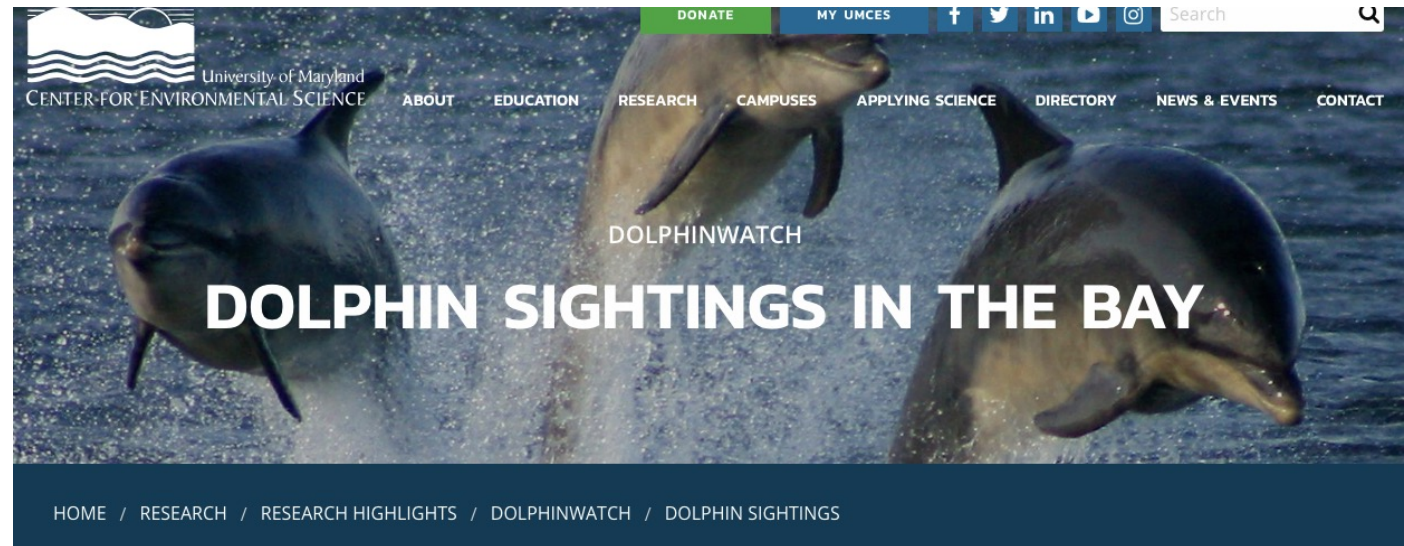 DONATE MY UMCES Search
University of Maryland
CENTER FOR ENVIRONMENTAL SCIENCE
ABOUT EDUCATION RESEARCH CAMPUSES APPLYING SCIENCE DIRECTORY NEWS & EVENTS CONTACT
DOLPHINWATCH
DOLPHIN SIGHTINGS IN THE BAY
HOME / RESEARCH / RESEARCH HIGHLIGHTS / DOLPHINWATCH / DOLPHIN SIGHTINGS